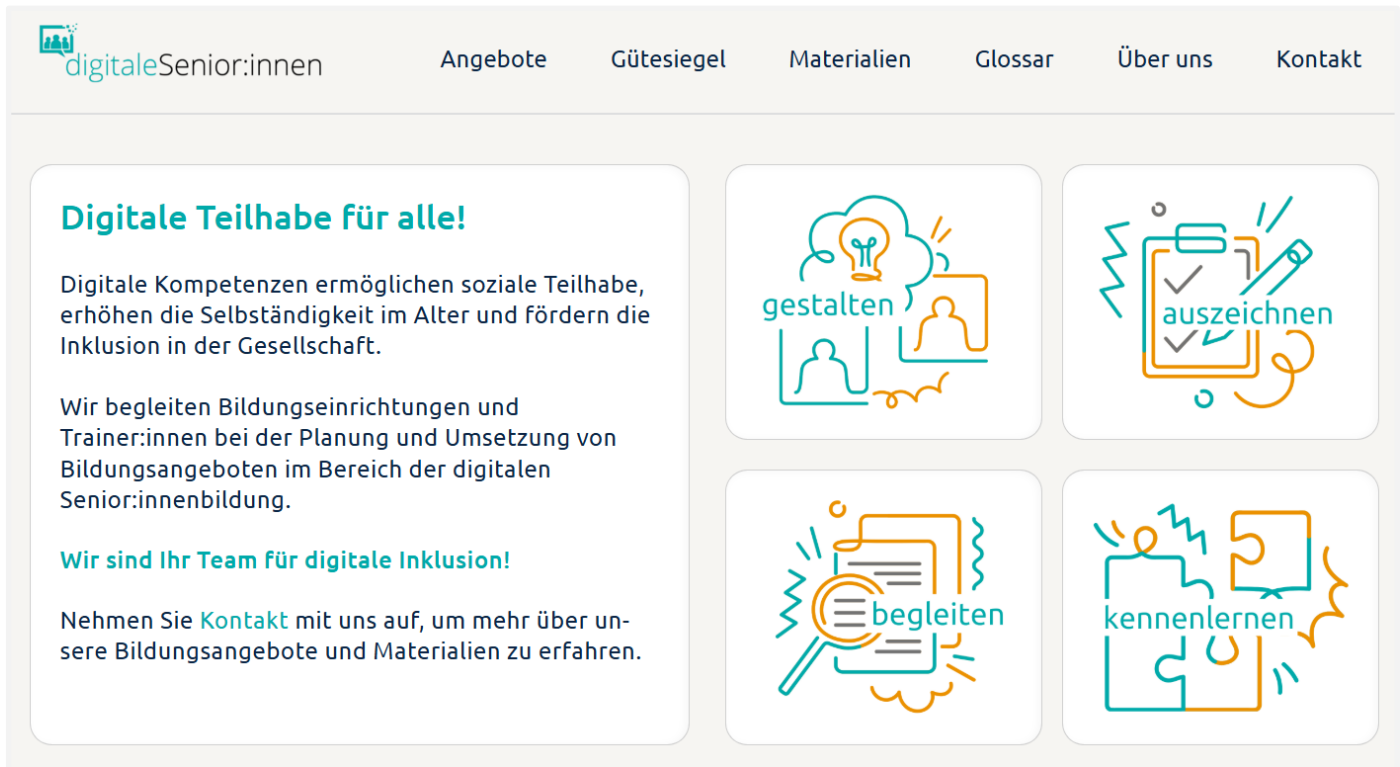 digitaleSenior:innen
Angebote Gütesiegel Materialien Glossar Über uns Kontakt
Digitale Teilhabe für alle!
Digitale Kompetenzen ermöglichen soziale Teilhabe,
erhöhen die Selbständigkeit im Alter und fördern die
Inklusion in der Gesellschaft.
Wir begleiten Bildungseinrichtungen und
Trainer:innen bei der Planung und Umsetzung von
Bildungsangeboten im Bereich der digitalen
Senior:innenbildung.
Wir sind Ihr Team für digitale Inklusion!
Nehmen Sie Kontakt mit uns auf, um mehr über un-
sere Bildungsangebote und Materialien zu erfahren.
gestalten
auszeichnen
begleiten
kennenlernen